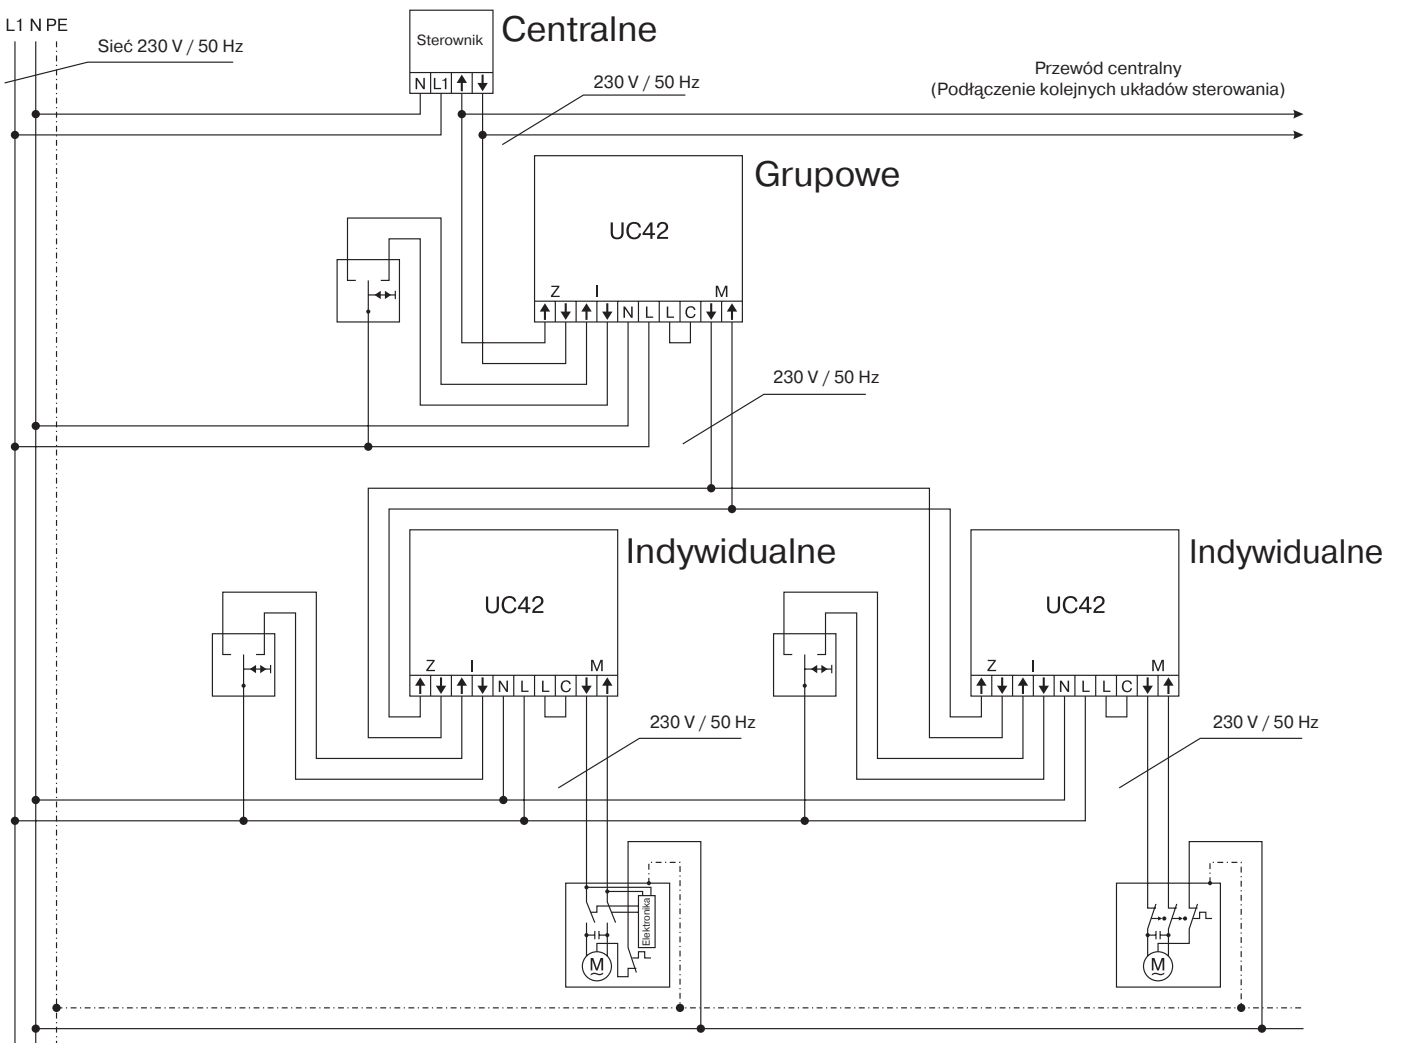 L1 N PE
Sieć 230 V / 50 Hz
Sterownik
Centralne
N L1
230 V / 50 Hz
Przewód centralny
(Podłączenie kolejnych układów sterowania)
Grupowe
UC42
Z I M
N L L C
230 V / 50 Hz
Indywidualne
UC42
Z I M
N L L C
230 V / 50 Hz
Indywidualne
UC42
Z I M
N L L C
230 V / 50 Hz
Elektronika
M
M